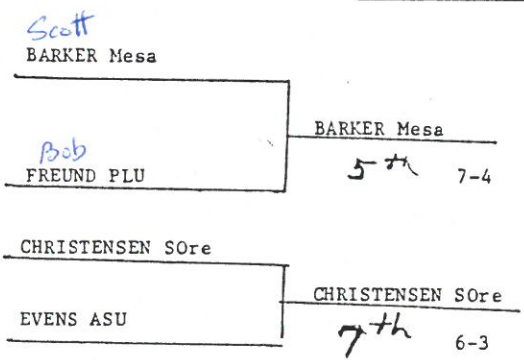 Scott
BARKER Mesa
BARKER Mesa
Bob
5th 7-4
FREUND PLU
CHRISTENSEN SOre
CHRISTENSEN SOre
EVENS ASU
7th 6-3